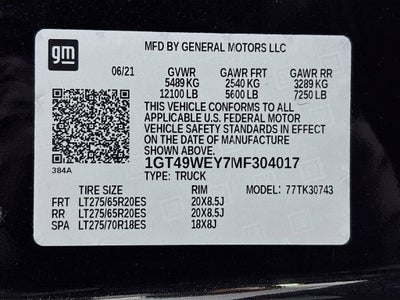 gm
MFD BY GENERAL MOTORS LLC
06/21 GVWR GAWR FRT GAWR RR
5489 KG 2540 KG 3289 KG
12100 LB 5600 LB 7250 LB
THIS VEHICLE CONFORMS TO ALL
APPLICABLE U.S. FEDERAL MOTOR
VEHICLE SAFETY STANDARDS IN EFFECT
ON THE DATE OF MANUFACTURE
SHOWN ABOVE.
1GT49WEY7MF304017
384A TYPE: TRUCK
TIRE SIZE RIM MODEL: 77TK30743
FRT LT275/65R20ES 20X8.5J
RR LT275/65R20ES 20X8.5J
SPA LT275/70R18ES 18X8J